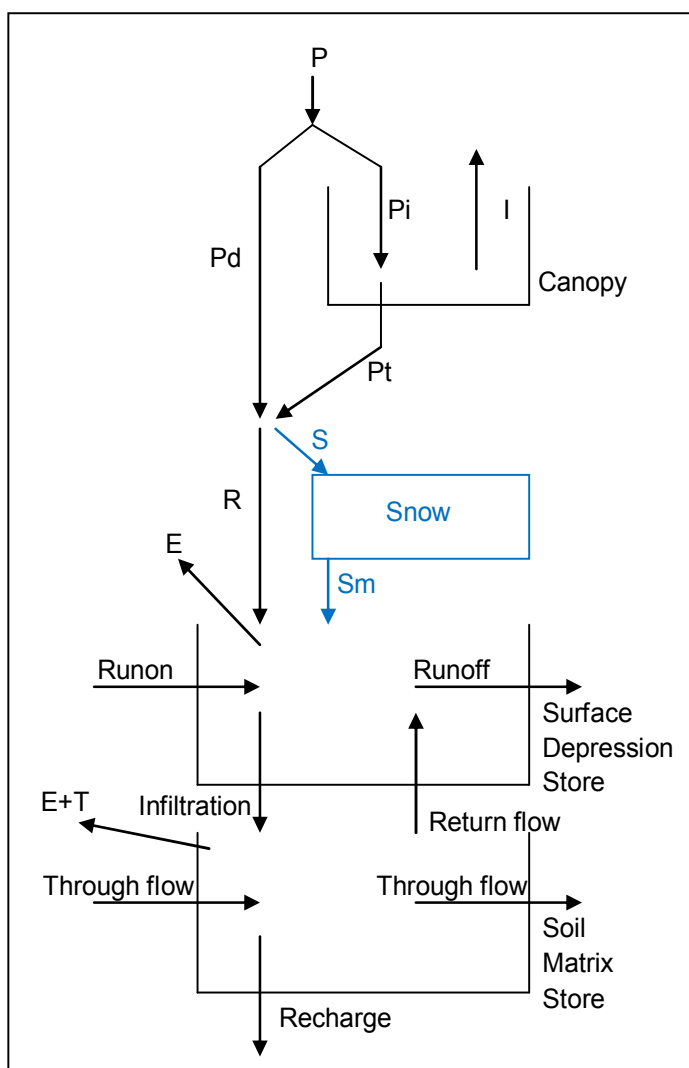 P
Pi
I
Pd
Canopy
Pt
S
R
Snow
E
Sm
Runon
Runoff
Surface
Depression
Store
E+T
Infiltration
Return flow
Through flow
Through flow
Soil
Matrix
Store
Recharge